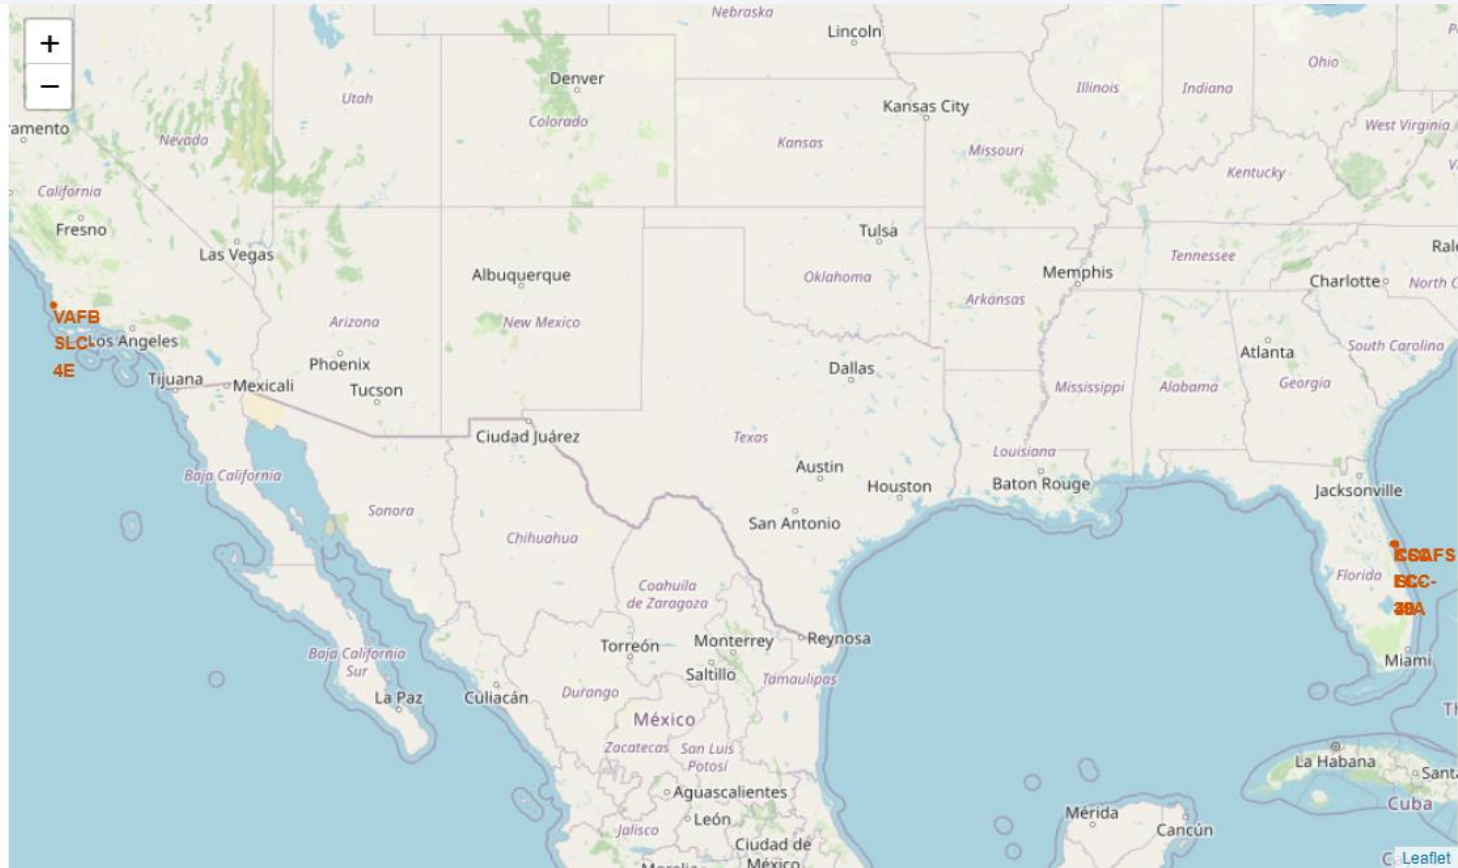 +
−
Nebraska
Lincoln
Denver
Ohio
Utah
Illinois
Indiana
Colorado
Kansas City
ramento
West Virginia
Nevada
Kansas
Missouri
Kentucky
California
Fresno
Tulsa
Las Vegas
Memphis
Tennessee
Albuquerque
Oklahoma
Charlotte
North C
Arkansas
VAFB
SLC-
4E
Arizona
New Mexico
Los Angeles
South Carolina
Atlanta
Phoenix
Dallas
Tijuana
Mexicali
Tucson
Mississippi
Alabama
Georgia
Ciudad Juárez
Texas
Louisiana
Austin
Baja California
Houston
Baton Rouge
Jacksonville
Sonora
San Antonio
Chihuahua
Florida
Coahuila
de Zaragoza
Torreón
Monterrey
Reynosa
Baja California
Sur
Saltillo
Tamaulipas
Miami
La Paz
Culiacán
Durango
México
Zacatecas
San Luis
Potosí
La Habana
Santa
Aguascalientes
Cuba
León
Mérida
Cancún
Jalisco
Ciudad de
México
Leaflet